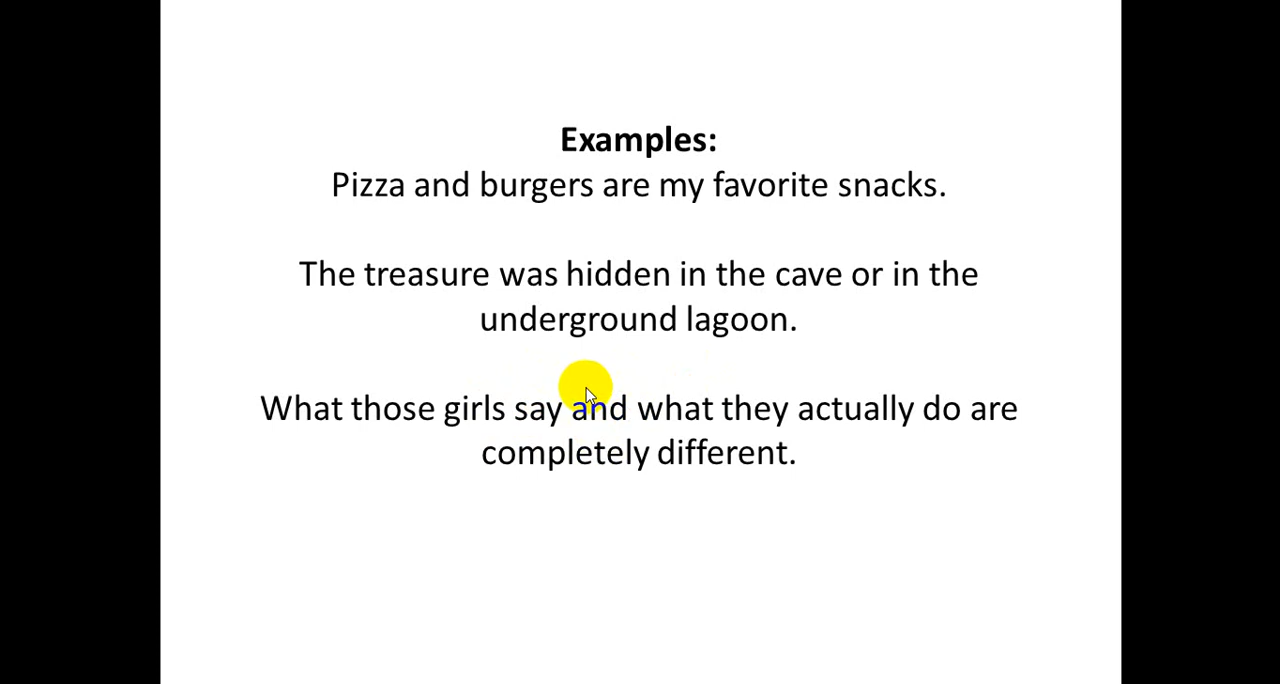 Examples:
Pizza and burgers are my favorite snacks.
The treasure was hidden in the cave or in the
underground lagoon.
What those girls say and what they actually do are
completely different.